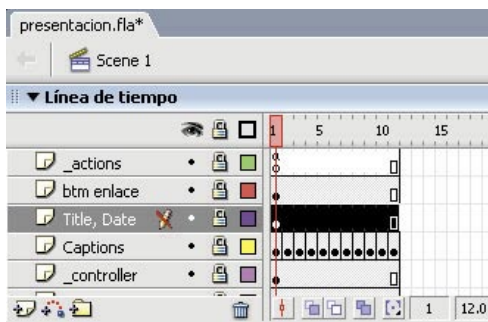 presentacion.fla*
Scene 1
Línea de tiempo
1 5 10 15
_actions
btm enlace
Title, Date
Captions
_controller
1 12.0